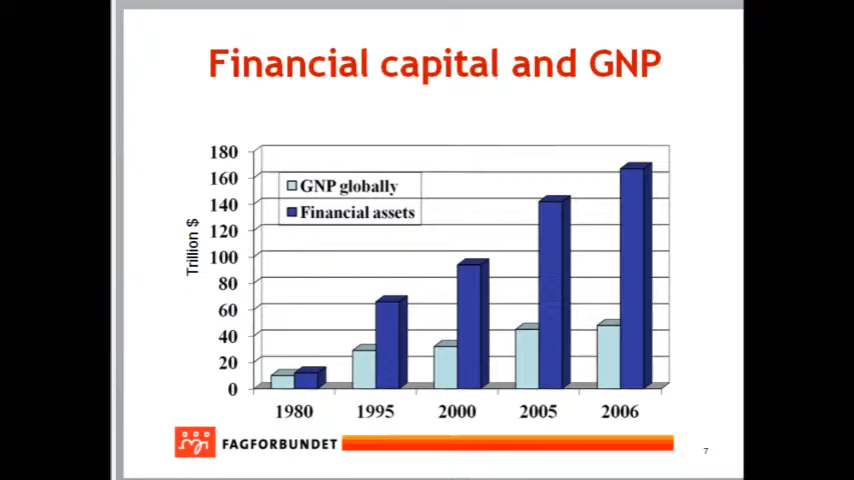 Financial capital and GNP
180
160
140
120
100
80
60
40
20
0
Trillion $
GNP globally
Financial assets
1980 1995 2000 2005 2006
FAGFORBUNDET
7